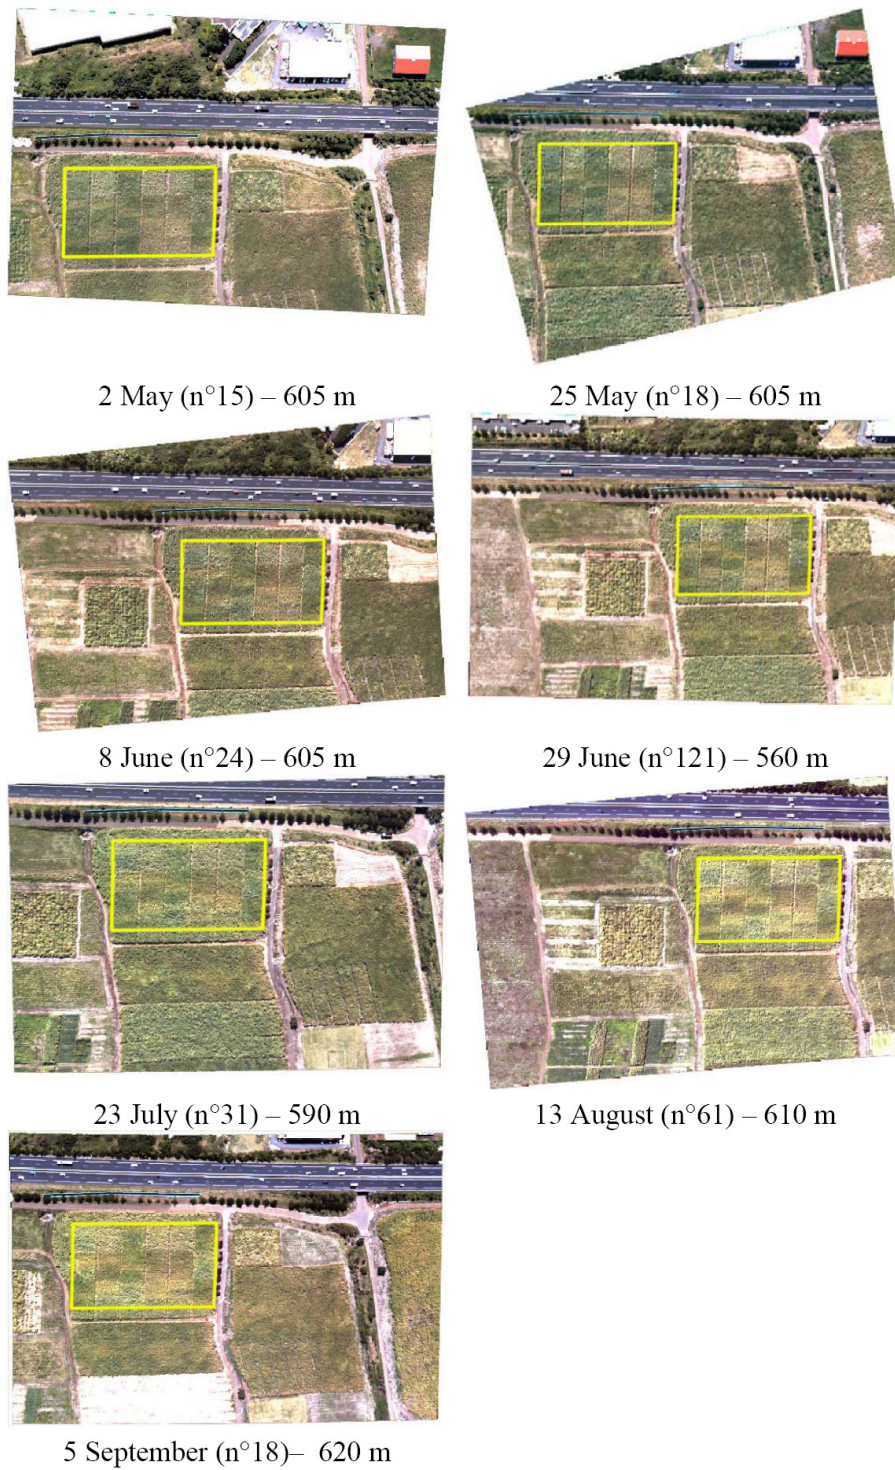 2 May (n°15) – 605 m
25 May (n°18) – 605 m
8 June (n°24) – 605 m
29 June (n°121) – 560 m
23 July (n°31) – 590 m
13 August (n°61) – 610 m
5 September (n°18)– 620 m